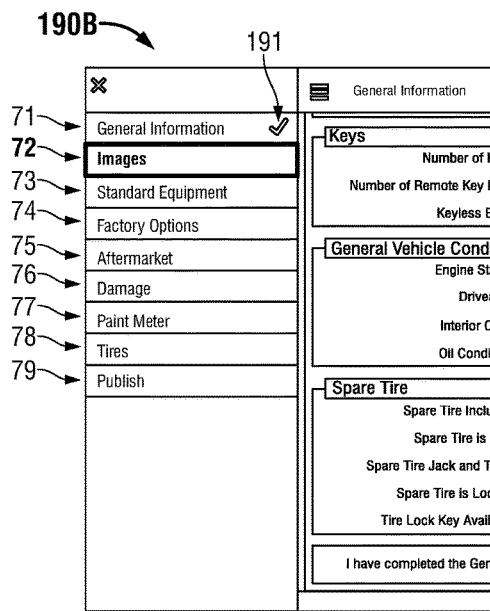 190B
191
General Information
71 General Information
72 Images
73 Standard Equipment
74 Factory Options
75 Aftermarket
76 Damage
77 Paint Meter
78 Tires
79 Publish
Keys
Number of
Number of Remote Key
Keyless
General Vehicle Cond
Engine St
Drive
Interior
Oil Condi
Spare Tire
Spare Tire Inclu
Spare Tire is
Spare Tire Jack and T
Spare Tire is Loc
Tire Lock Key Avail
I have completed the Gen